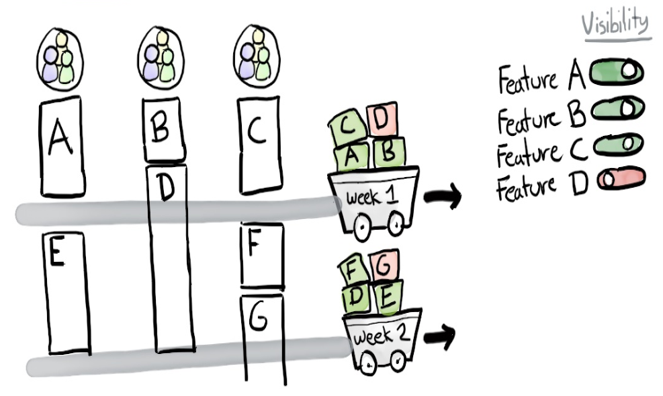 Visibility
Feature A
Feature B
Feature C
Feature D
A
B
C
D
C D
A B
week 1
E
F
G
F G
D E
week 2